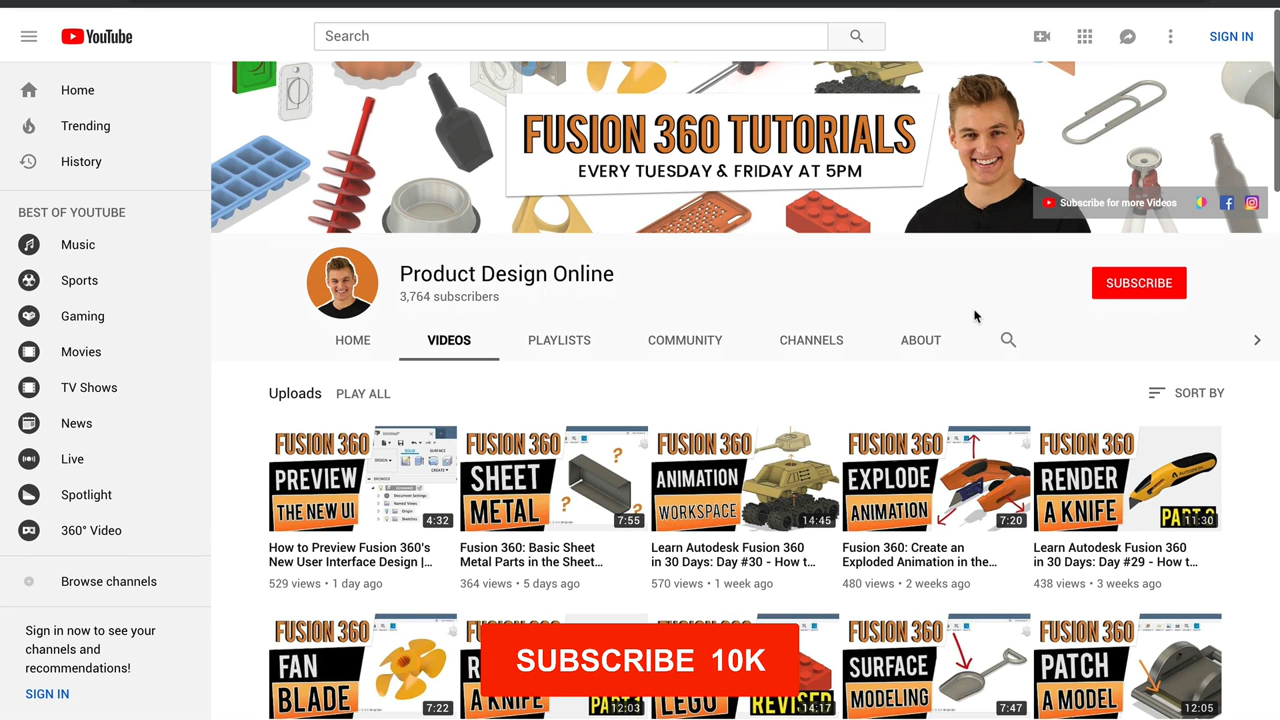 YouTube
Search
SIGN IN
Home
Trending
History
BEST OF YOUTUBE
Music
Sports
Gaming
Movies
TV Shows
News
Live
Spotlight
360° Video
Browse channels
Sign in now to see your
channels and
recommendations!
SIGN IN
FUSION 360 TUTORIALS
EVERY TUESDAY & FRIDAY AT 5PM
Subscribe for more Videos
Product Design Online
3,764 subscribers
SUBSCRIBE
HOME
VIDEOS
PLAYLISTS
COMMUNITY
CHANNELS
ABOUT
Uploads
PLAY ALL
SORT BY
FUSION 360
PREVIEW
THE NEW UI
4:32
How to Preview Fusion 360's
New User Interface Design |...
529 views • 1 day ago
FUSION 360
SHEET
METAL
7:55
Fusion 360: Basic Sheet
Metal Parts in the Sheet...
364 views • 5 days ago
FUSION 360
ANIMATION
WORKSPACE
14:45
Learn Autodesk Fusion 360
in 30 Days: Day #30 - How t...
570 views • 1 week ago
FUSION 360
EXPLODE
ANIMATION
7:20
Fusion 360: Create an
Exploded Animation in the...
480 views • 2 weeks ago
FUSION 360
RENDER
A KNIFE
11:30
Learn Autodesk Fusion 360
in 30 Days: Day #29 - How t...
438 views • 3 weeks ago
FUSION 360
FAN
BLADE
7:22
A KNIFE
12:03
LEGO
REVISED
14:17
FUSION 360
SURFACE
MODELING
7:47
FUSION 360
PATCH
A MODEL
12:05
SUBSCRIBE 10K